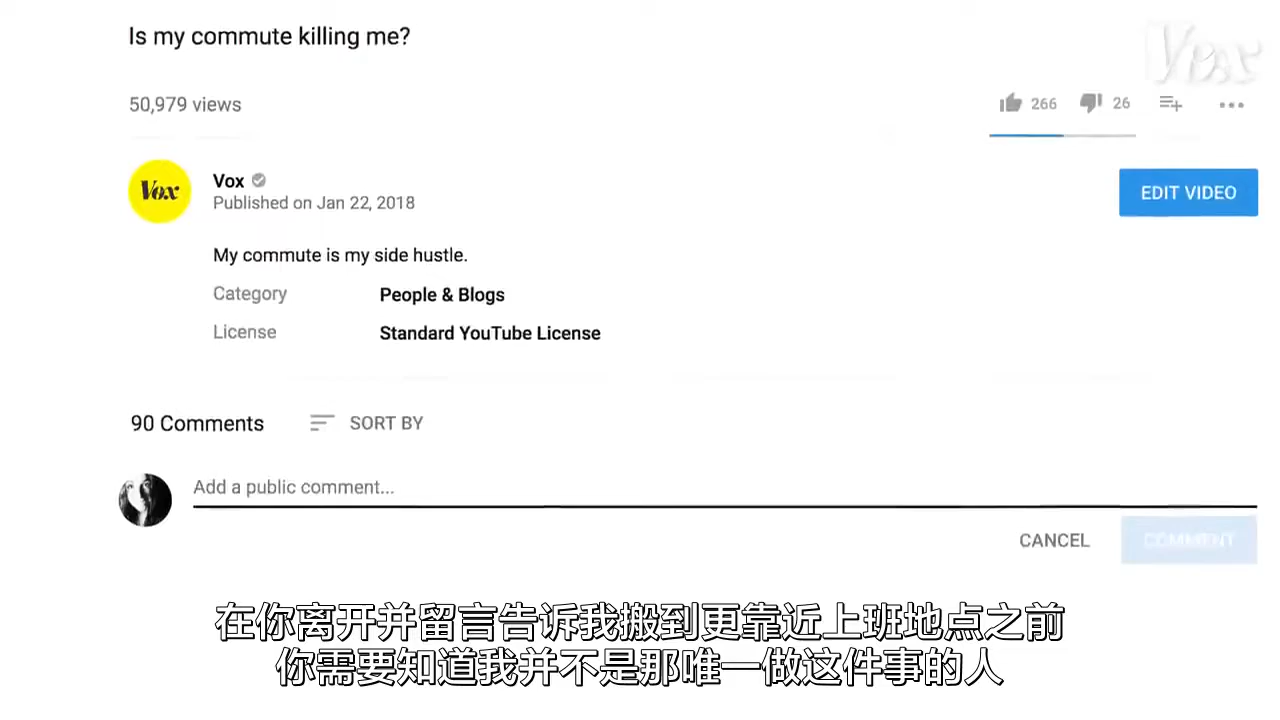 Is my commute killing me?
Vox
50,979 views
266
26
Vox
Vox
Published on Jan 22, 2018
EDIT VIDEO
My commute is my side hustle.
Category People & Blogs
License Standard YouTube License
90 Comments SORT BY
Add a public comment...
CANCEL COMMENT
在你离开并留言告诉我搬到更靠近上班地点之前
你需要知道我并不是那唯一做这件事的人